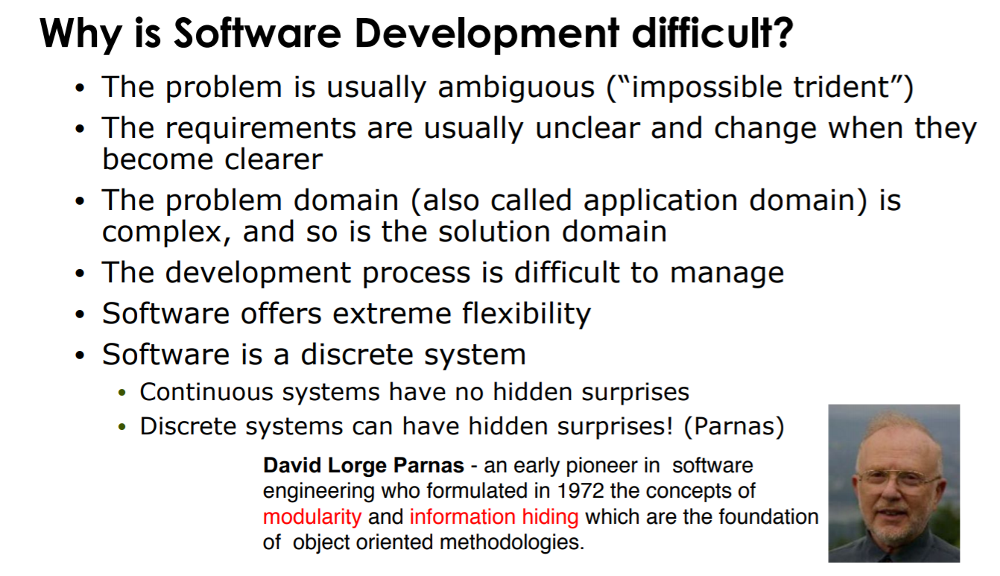 Why is Software Development difficult?
• The problem is usually ambiguous (“impossible trident”)
• The requirements are usually unclear and change when they
become clearer
• The problem domain (also called application domain) is
complex, and so is the solution domain
• The development process is difficult to manage
• Software offers extreme flexibility
• Software is a discrete system
• Continuous systems have no hidden surprises
• Discrete systems can have hidden surprises! (Parnas)
David Lorge Parnas - an early pioneer in software
engineering who formulated in 1972 the concepts of
modularity and information hiding which are the foundation
of object oriented methodologies.